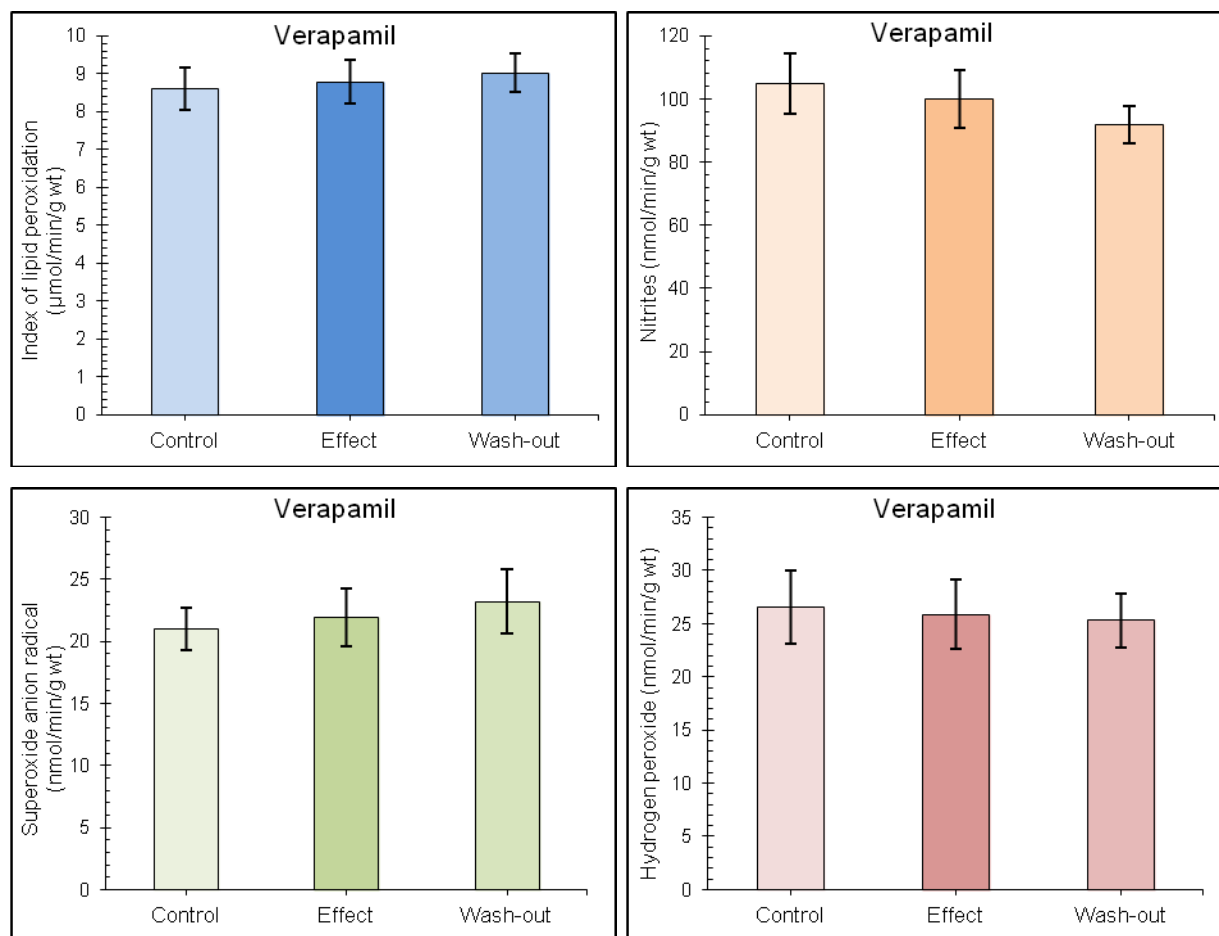 Verapamil
Index of lipid peroxidation
(µmol/min/g wt)
10
9
8
7
6
5
4
3
2
1
0
Control
Effect
Wash-out
Verapamil
Nitrites (nmol/min/g wt)
120
100
80
60
40
20
0
Control
Effect
Wash-out
Verapamil
Superoxide anion radical
(nmol/min/g wt)
30
25
20
15
10
5
0
Control
Effect
Wash-out
Verapamil
Hydrogen peroxide (nmol/min/g wt)
35
30
25
20
15
10
5
0
Control
Effect
Wash-out